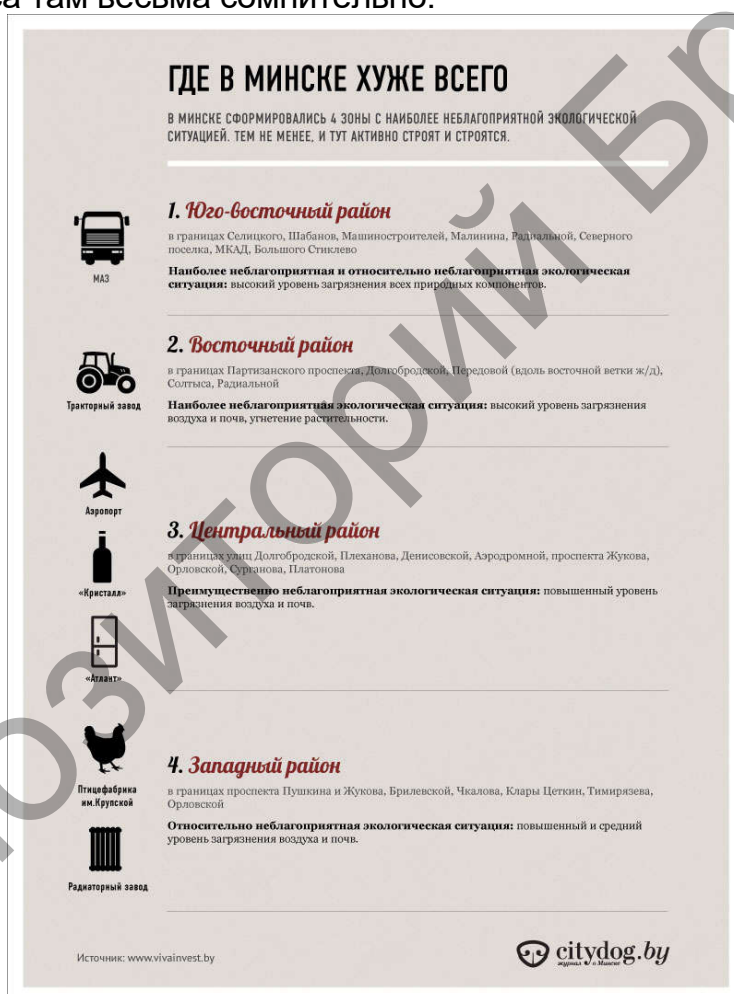 са там весьма сомнительно.
ГДЕ В МИНСКЕ ХУЖЕ ВСЕГО
В МИНСКЕ СФОРМИРОВАЛИСЬ 4 ЗОНЫ С НАИБОЛЕЕ НЕБЛАГОПРИЯТНОЙ ЭКОЛОГИЧЕСКОЙ
СИТУАЦИЕЙ. ТЕМ НЕ МЕНЕЕ, И ТУТ АКТИВНО СТРОЯТ И СТРОЯТСЯ.
МАЗ
1. Юго-восточный район
в границах Селицкого, Шабанов, Машиностроителей, Малинина, Радиальной, Северного
поселка, МКАД, Большого Стиклево
Наиболее неблагоприятная и относительно неблагоприятная экологическая
ситуация: высокий уровень загрязнения всех природных компонентов.
Тракторный завод
2. Восточный район
в границах Партизанского проспекта, Долгобродской, Передовой (вдоль восточной ветки ж/д),
Солтыса, Радиальной
Наиболее неблагоприятная экологическая ситуация: высокий уровень загрязнения
воздуха и почв, угнетение растительности.
Аэропорт
«Кристалл»
«Атлант»
3. Центральный район
в границах улиц Долгобродской, Плеханова, Денисовской, Аэродромной, проспекта Жукова,
Орловской, Сурганова, Платонова
Преимущественно неблагоприятная экологическая ситуация: повышенный уровень
загрязнения воздуха и почв.
Птицефабрика
им.Крупской
Радиаторный завод
4. Западный район
в границах проспекта Пушкина и Жукова, Брилевской, Чкалова, Клары Цеткин, Тимирязева,
Орловской
Относительно неблагоприятная экологическая ситуация: повышенный и средний
уровень загрязнения воздуха и почв.
Источник: www.vivainvest.by
citydog.by
журнал о Минске